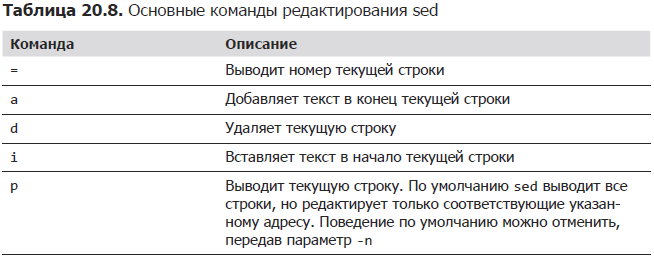 Таблица 20.8. Основные команды редактирования sed
Команда Описание
= Выводит номер текущей строки
a Добавляет текст в конец текущей строки
d Удаляет текущую строку
i Вставляет текст в начало текущей строки
p Выводит текущую строку. По умолчанию sed выводит все
строки, но редактирует только соответствующие указан-
ному адресу. Поведение по умолчанию можно отменить,
передав параметр -n